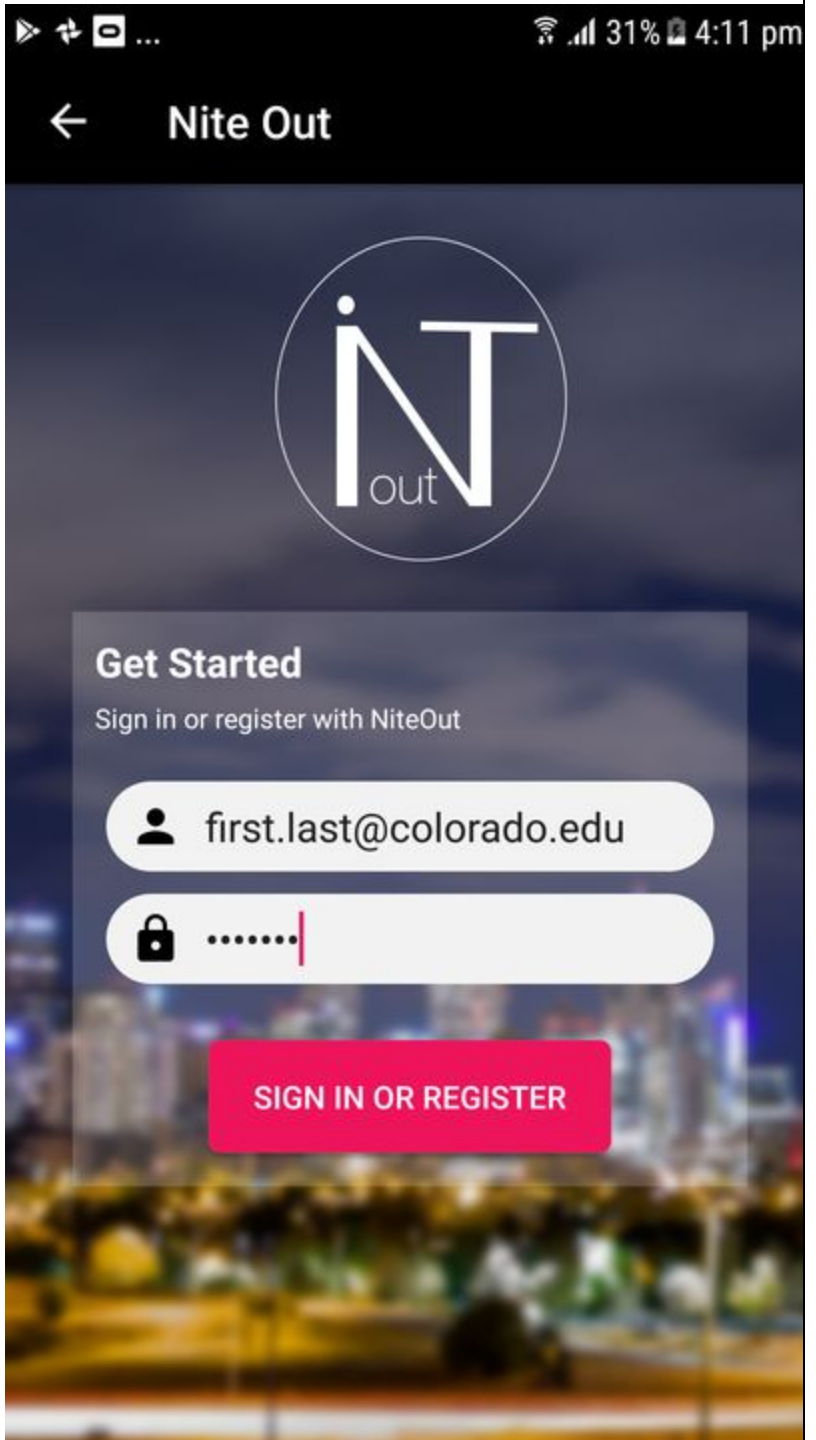 ... 31% 4:11 pm
Nite Out
iNT
out
Get Started
Sign in or register with NiteOut
first.last@colorado.edu
•••••••
SIGN IN OR REGISTER